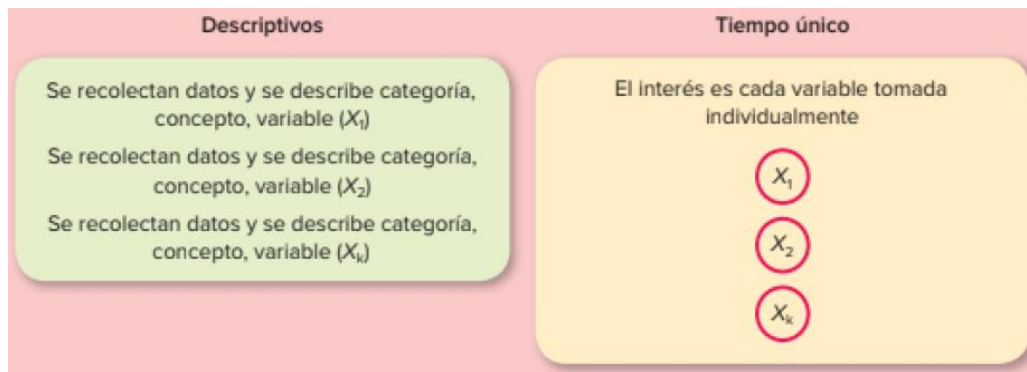 Descriptivos
Se recolectan datos y se describe categoría,
concepto, variable (X₁)
Se recolectan datos y se describe categoría,
concepto, variable (X₂)
Se recolectan datos y se describe categoría,
concepto, variable (Xₖ)
Tiempo único
El interés es cada variable tomada
individualmente
X₁
X₂
Xₖ